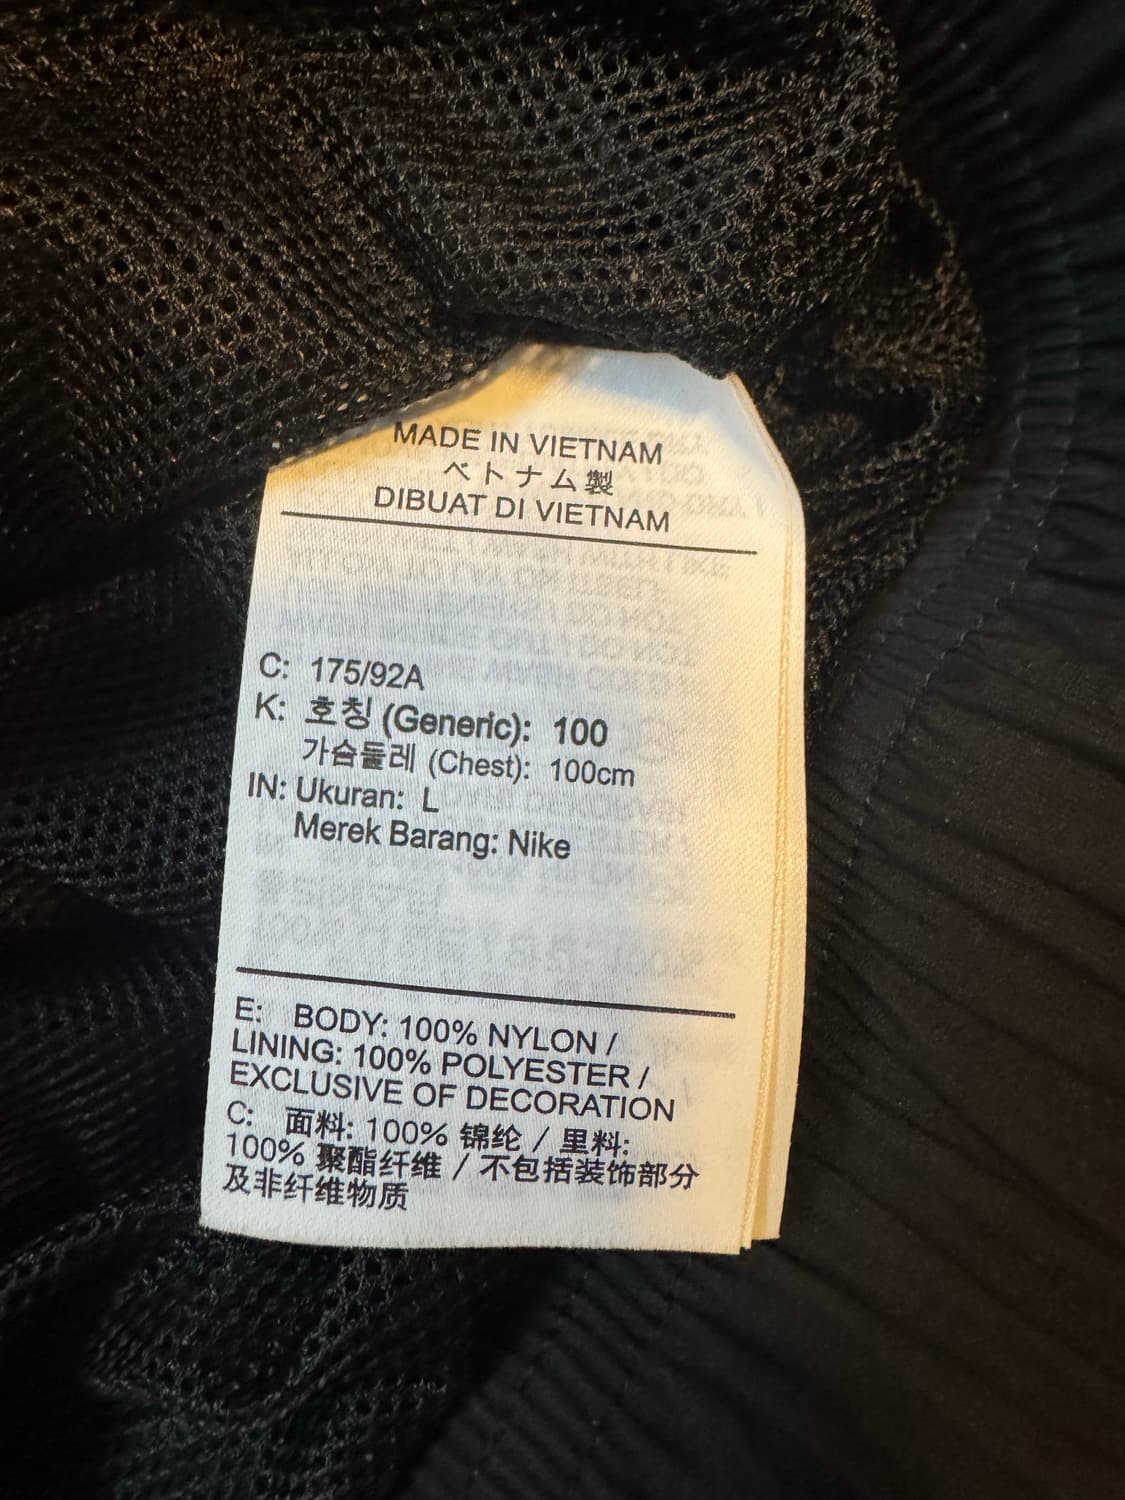 MADE IN VIETNAM
ベトナム製
DIBUAT DI VIETNAM
C: 175/92A
K: 호칭 (Generic): 100
가슴둘레 (Chest): 100cm
IN: Ukuran: L
Merek Barang: Nike
E: BODY: 100% NYLON /
LINING: 100% POLYESTER /
EXCLUSIVE OF DECORATION
C: 面料: 100% 锦纶 / 里料:
100% 聚酯纤维 / 不包括装饰部分
及非纤维物质